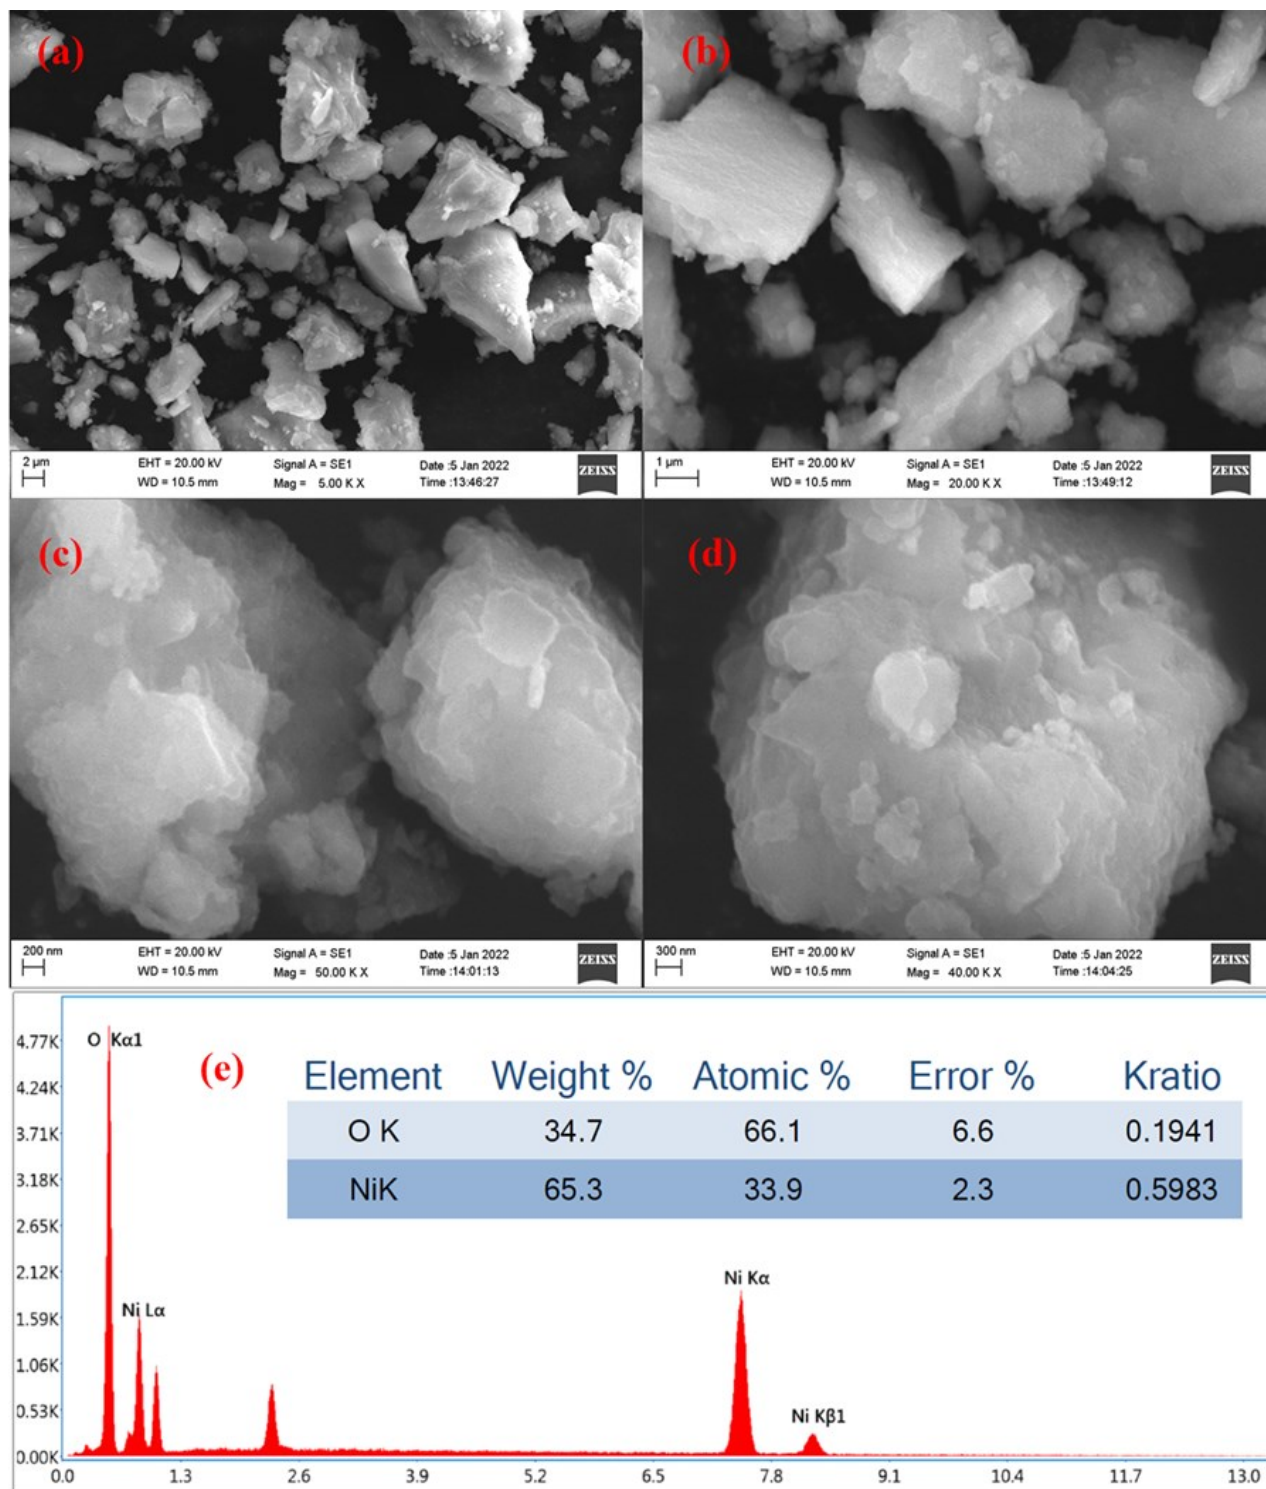 (a)
(b)
2 µm
EHT = 20.00 kV
Signal A = SE1
Date :5 Jan 2022
WD = 10.5 mm
Mag = 5.00 K X
Time :13:46:27
ZEISS
1 µm
EHT = 20.00 kV
Signal A = SE1
Date :5 Jan 2022
WD = 10.5 mm
Mag = 20.00 K X
Time :13:49:12
ZEISS
(c)
(d)
200 nm
EHT = 20.00 kV
Signal A = SE1
Date :5 Jan 2022
WD = 10.5 mm
Mag = 50.00 K X
Time :14:01:13
ZEISS
300 nm
EHT = 20.00 kV
Signal A = SE1
Date :5 Jan 2022
WD = 10.5 mm
Mag = 40.00 K X
Time :14:04:25
ZEISS
(e)
Element Weight % Atomic % Error % Kratio
O K 34.7 66.1 6.6 0.1941
NiK 65.3 33.9 2.3 0.5983
O Kα1
Ni Lα
Ni Kα
Ni Kβ1
4.77K
4.24K
3.71K
3.18K
2.65K
2.12K
1.59K
1.06K
0.53K
0.00K
0.0 1.3 2.6 3.9 5.2 6.5 7.8 9.1 10.4 11.7 13.0